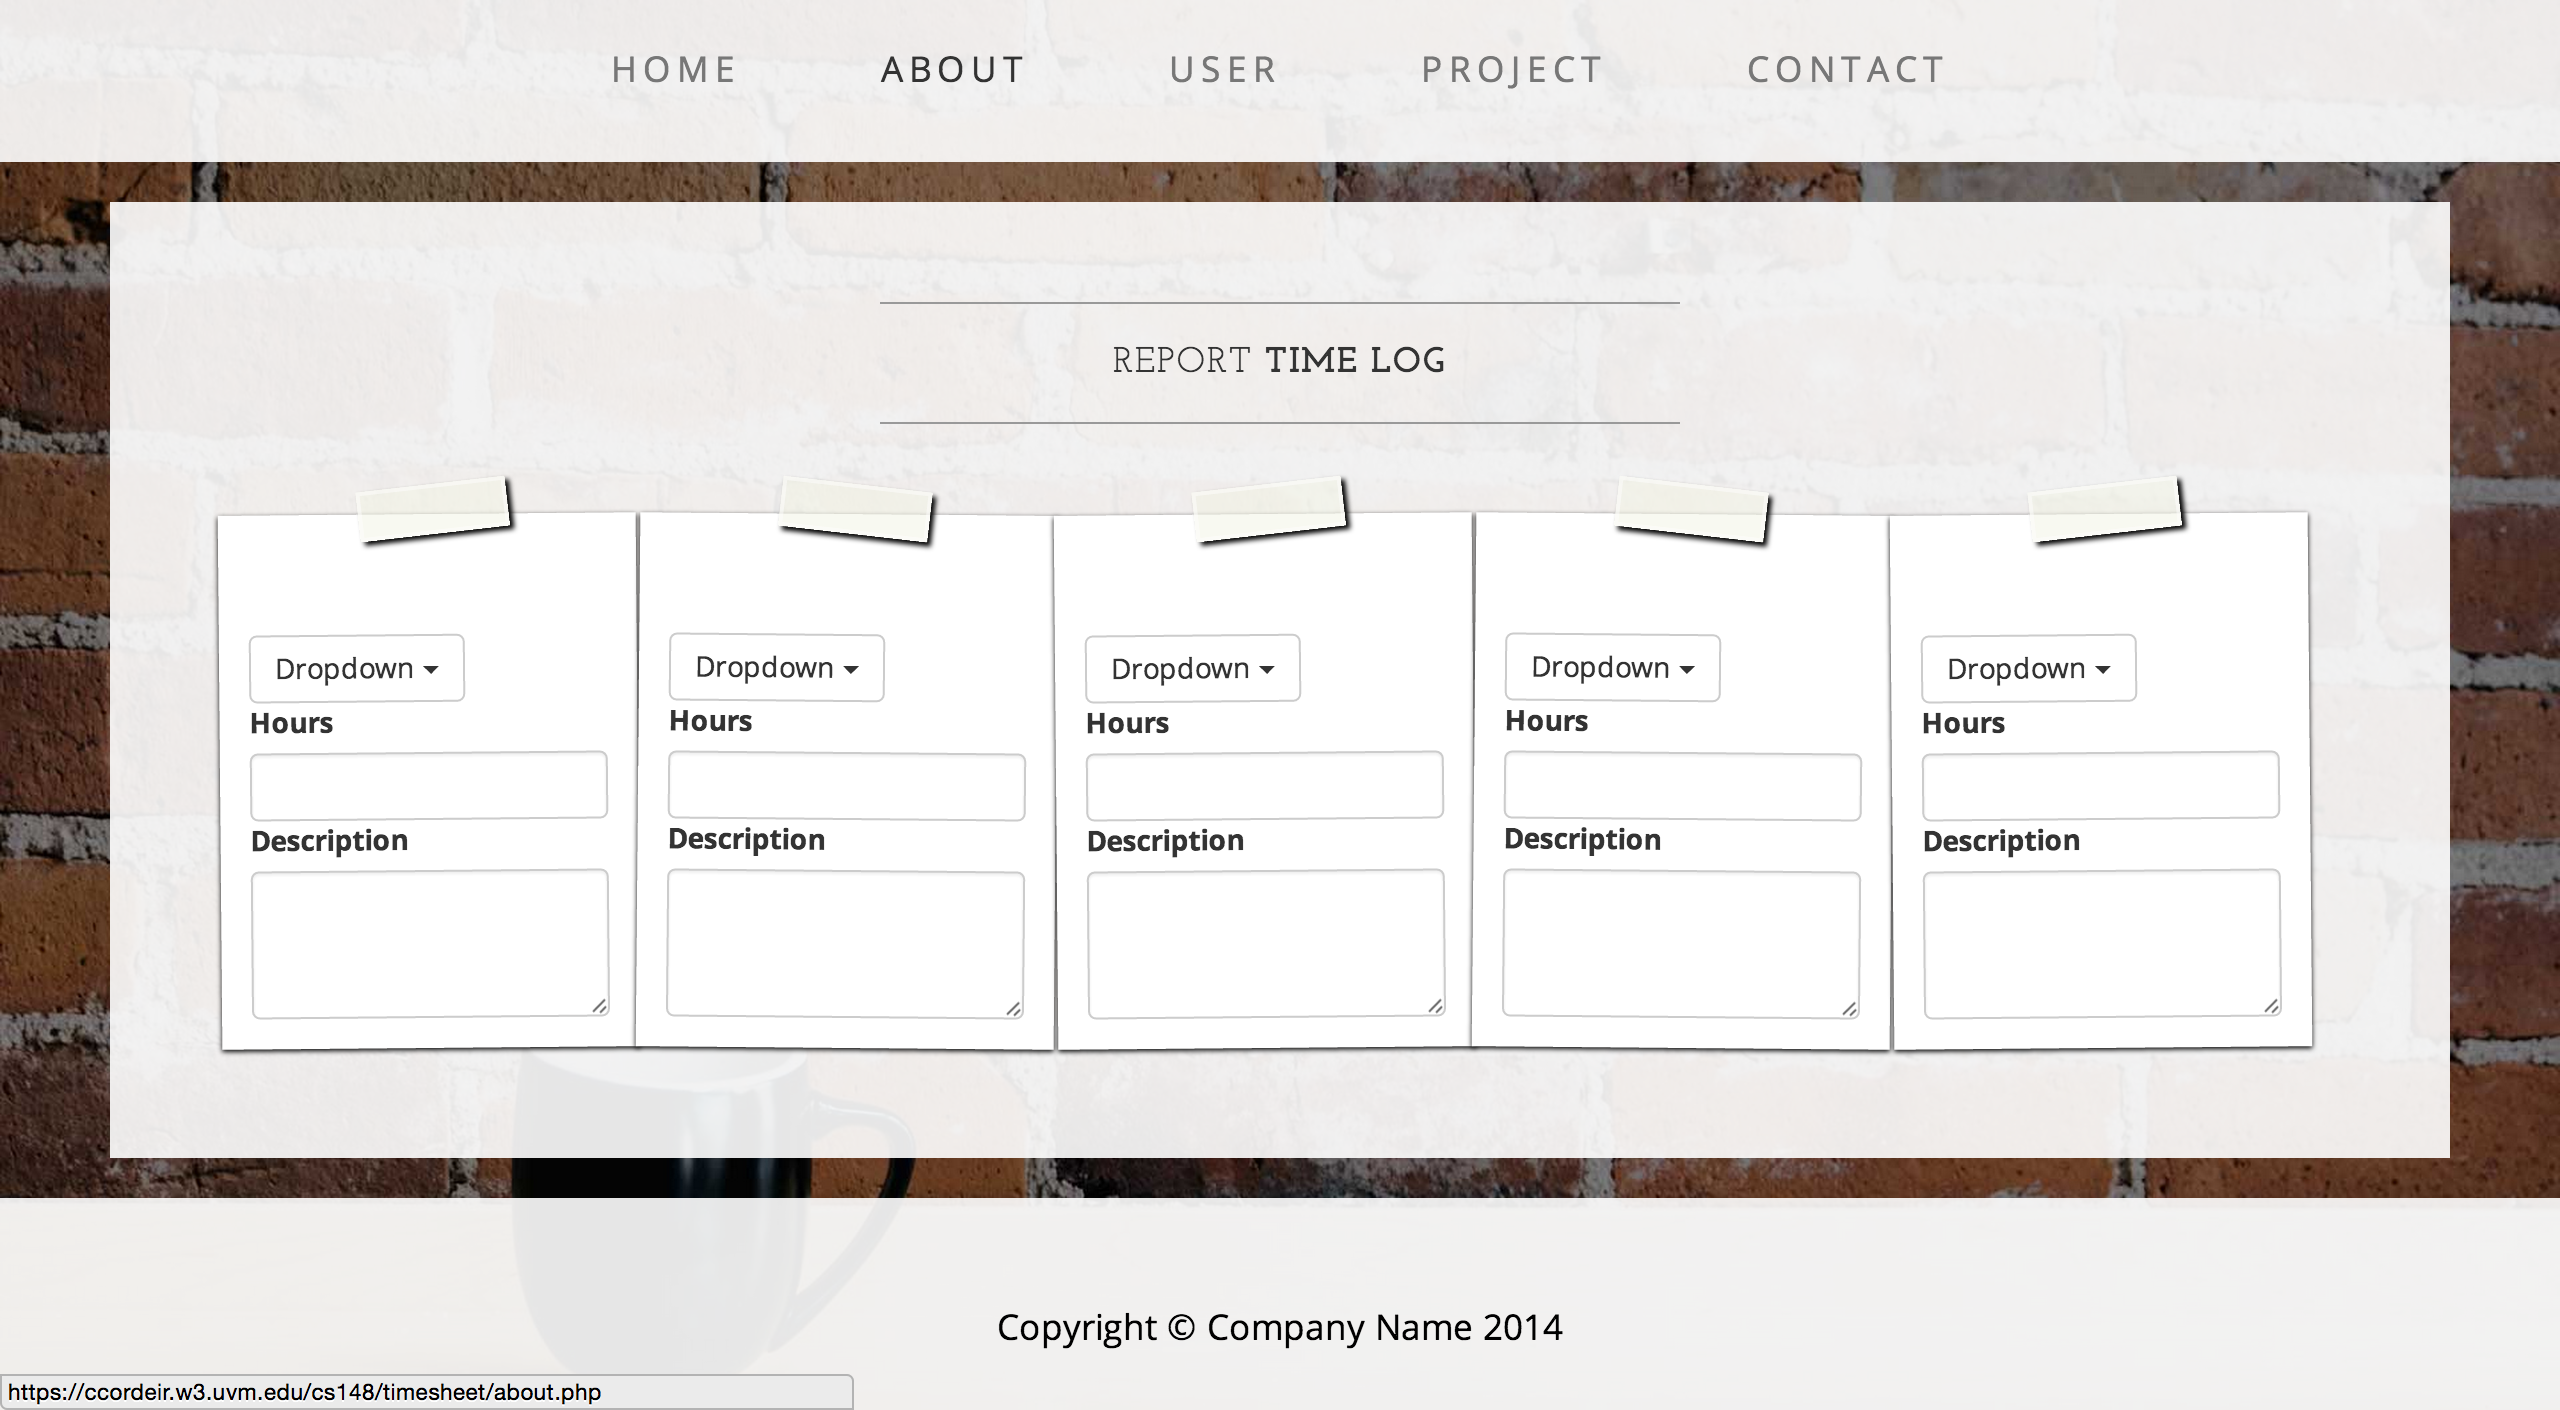 HOME ABOUT USER PROJECT CONTACT
REPORT TIME LOG
Dropdown Dropdown Dropdown Dropdown Dropdown
Hours Hours Hours Hours Hours
Description Description Description Description Description
Copyright © Company Name 2014
https://ccordeir.w3.uvm.edu/cs148/timesheet/about.php